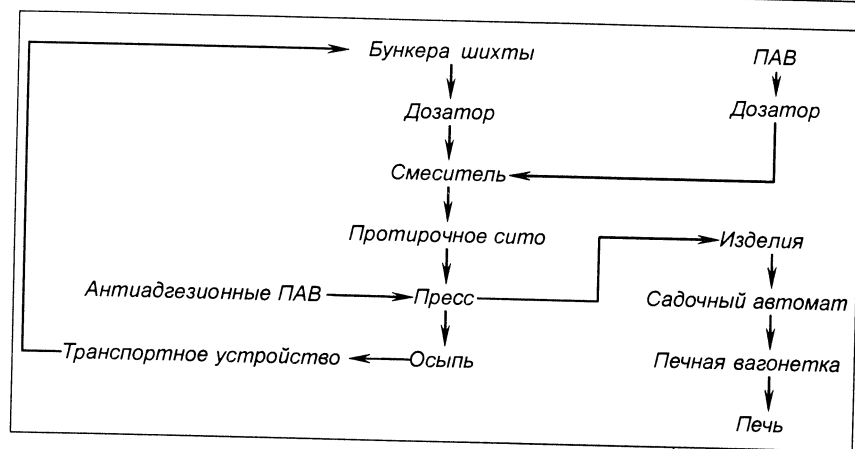 Бункера шихты
ПАВ
Дозатор
Дозатор
Смеситель
Протирочное сито
Изделия
Антиадгезионные ПАВ
Пресс
Садочный автомат
Транспортное устройство
Осыпь
Печная вагонетка
Печь